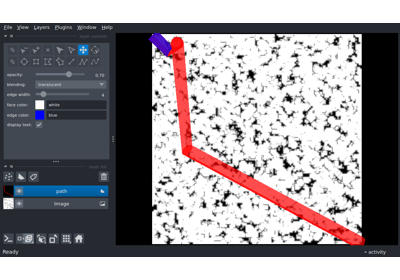 File View Layers Plugins Window Help
opacity: 0.70
blending: translucent
edge width: 4
face color: white
edge color: blue
display text:
path
Image
Ready
activity